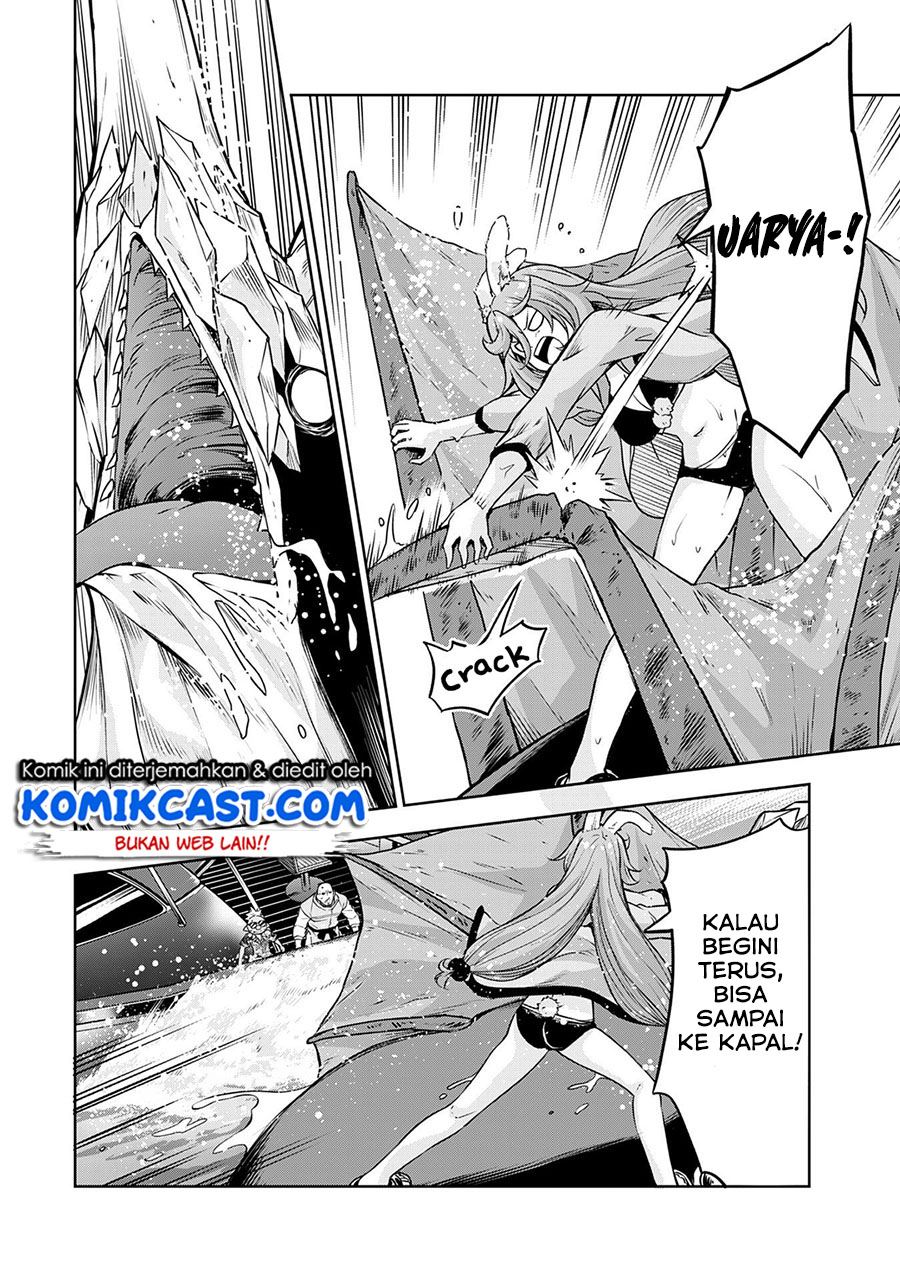 UARYA-!
Crack
Komik ini diterjemahkan & diedit oleh
KOMIKCAST.COM
BUKAN WEB LAIN!!
KALAU
BEGINI
TERUS,
BISA
SAMPAI
KE KAPAL!